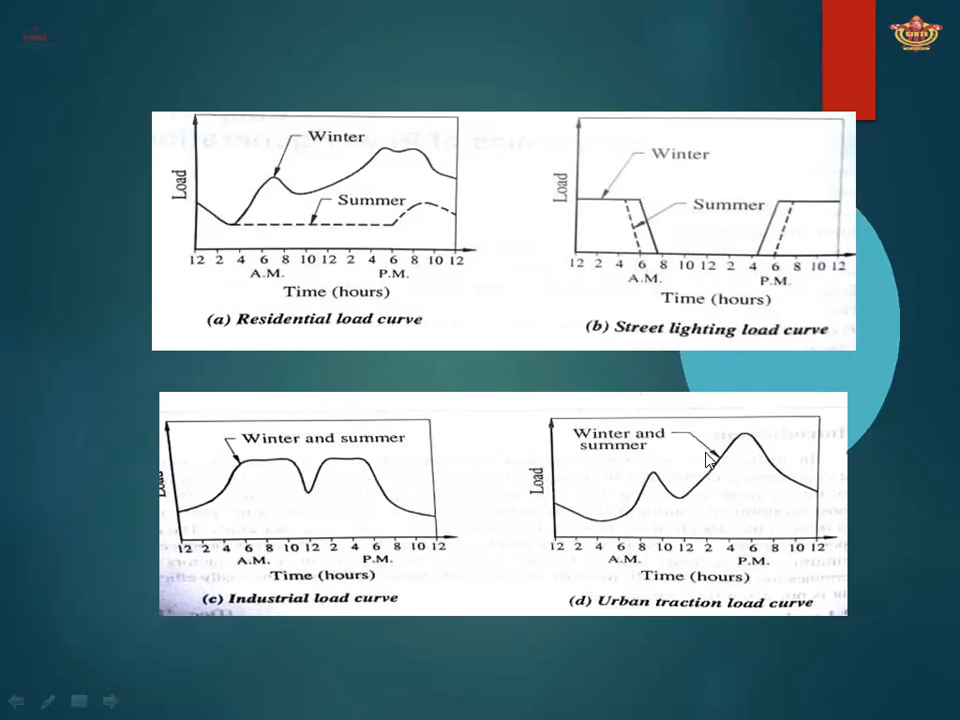 SIRTE
Winter
Summer
Load
12 2 4 6 8 10 12 2 4 6 8 10 12
A.M. P.M.
Time (hours)
(a) Residential load curve
Winter
Summer
Load
12 2 4 6 8 10 12 2 4 6 8 10 12
A.M. P.M.
Time (hours)
(b) Street lighting load curve
Winter and summer
Load
12 2 4 6 8 10 12 2 4 6 8 10 12
A.M. P.M.
Time (hours)
(c) Industrial load curve
Winter and
summer
Load
12 2 4 6 8 10 12 2 4 6 8 10 12
A.M. P.M.
Time (hours)
(d) Urban traction load curve